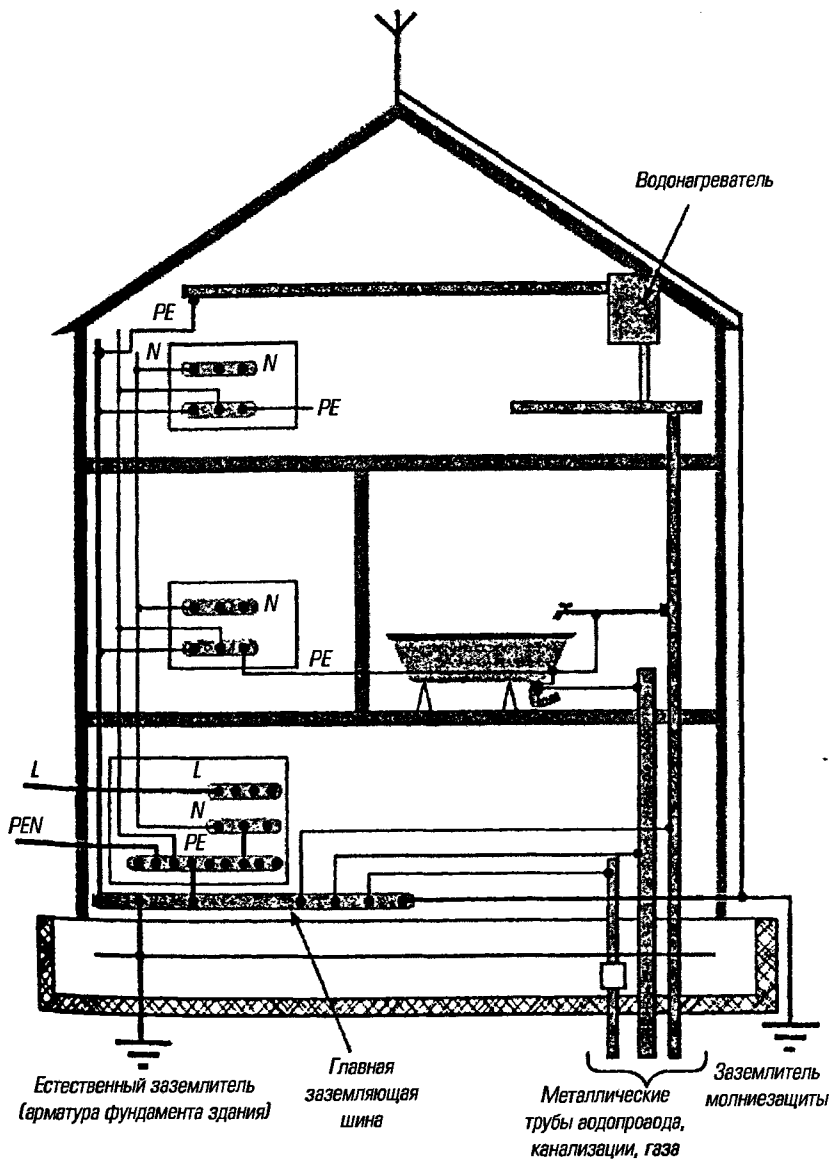 Водонагреватель
PE
N
N
PE
N
PE
L
L
N
PEN
PE
Естественный заземлитель
(арматура фундамента здания)
Главная
заземляющая
шина
Металлические
трубы водопровода,
канализации, газа
Заземлитель
молниезащиты